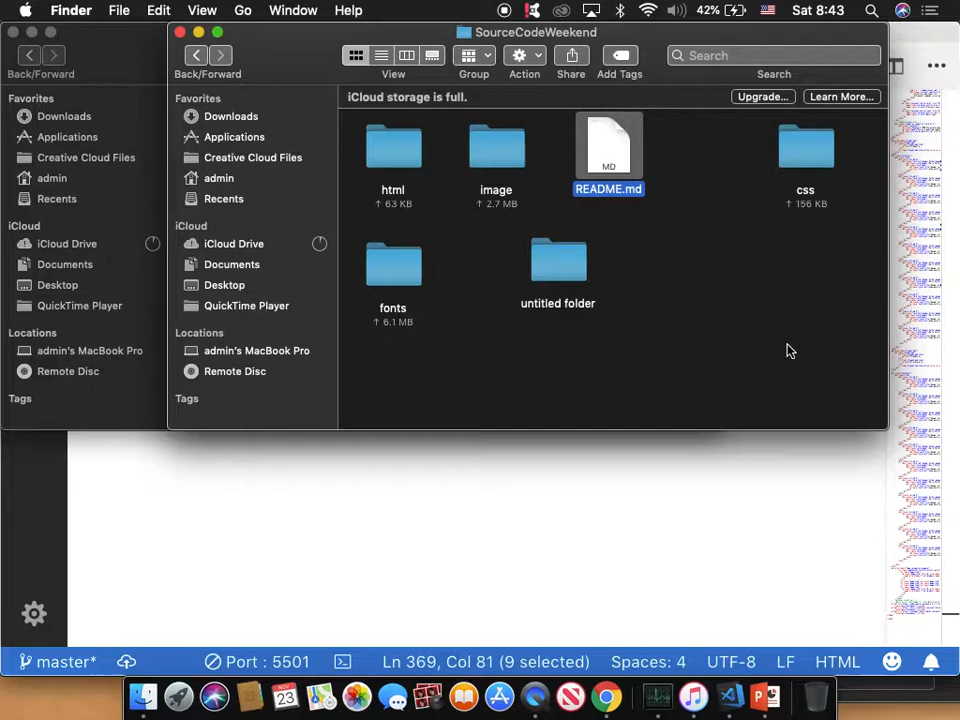 Finder File Edit View Go Window Help 42% Sat 8:43
SourceCodeWeekend
Back/Forward Back/Forward View Group Action Share Add Tags Search Search
Favorites
Downloads
Applications
Creative Cloud Files
admin
Recents
iCloud
iCloud Drive
Documents
Desktop
QuickTime Player
Locations
admin's MacBook Pro
Remote Disc
Tags
Favorites
Downloads
Applications
Creative Cloud Files
admin
Recents
iCloud
iCloud Drive
Documents
Desktop
QuickTime Player
Locations
admin's MacBook Pro
Remote Disc
Tags
iCloud storage is full. Upgrade... Learn More...
MD
html image README.md css
↑ 63 KB ↑ 2.7 MB ↑ 156 KB
fonts untitled folder
↑ 6.1 MB
master* Port : 5501 Ln 369, Col 81 (9 selected) Spaces: 4 UTF-8 LF HTML
NOV
23